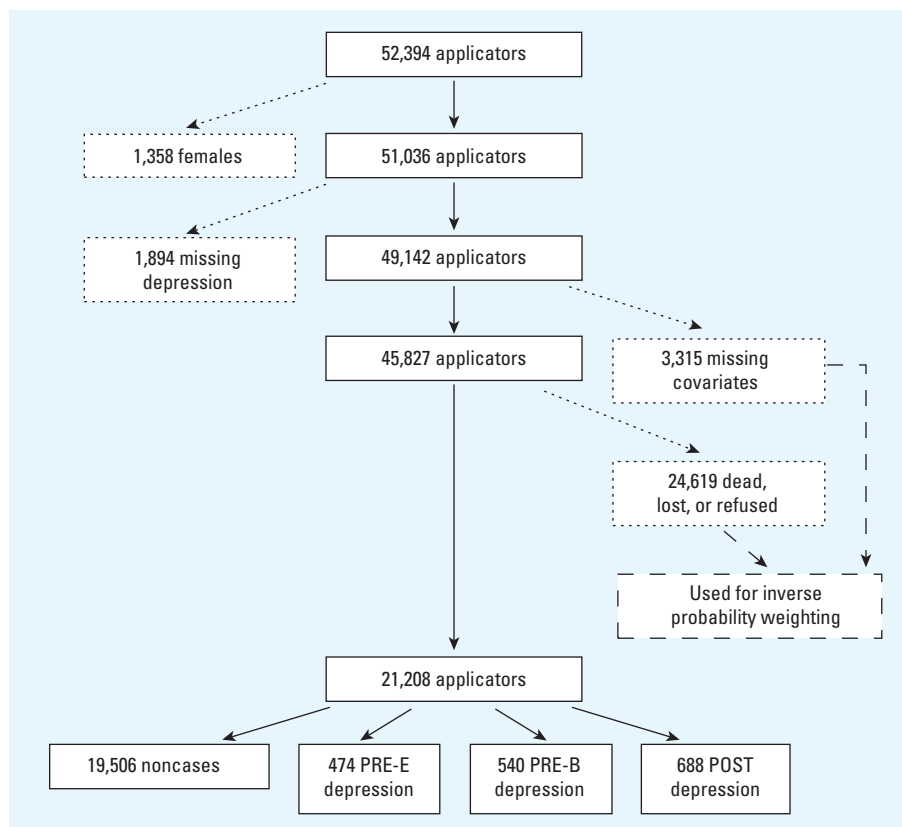 52,394 applicators
1,358 females
51,036 applicators
1,894 missing
depression
49,142 applicators
45,827 applicators
3,315 missing
covariates
24,619 dead,
lost, or refused
Used for inverse
probability weighting
21,208 applicators
19,506 noncases
474 PRE-E
depression
540 PRE-B
depression
688 POST
depression